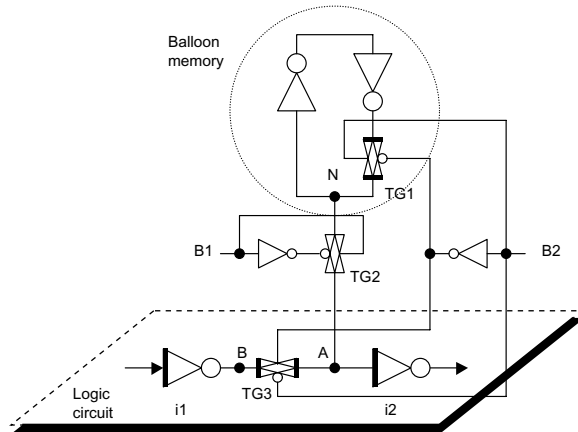 Balloon
memory
N
TG1
B1
B2
TG2
B
A
TG3
Logic
circuit
i1
i2